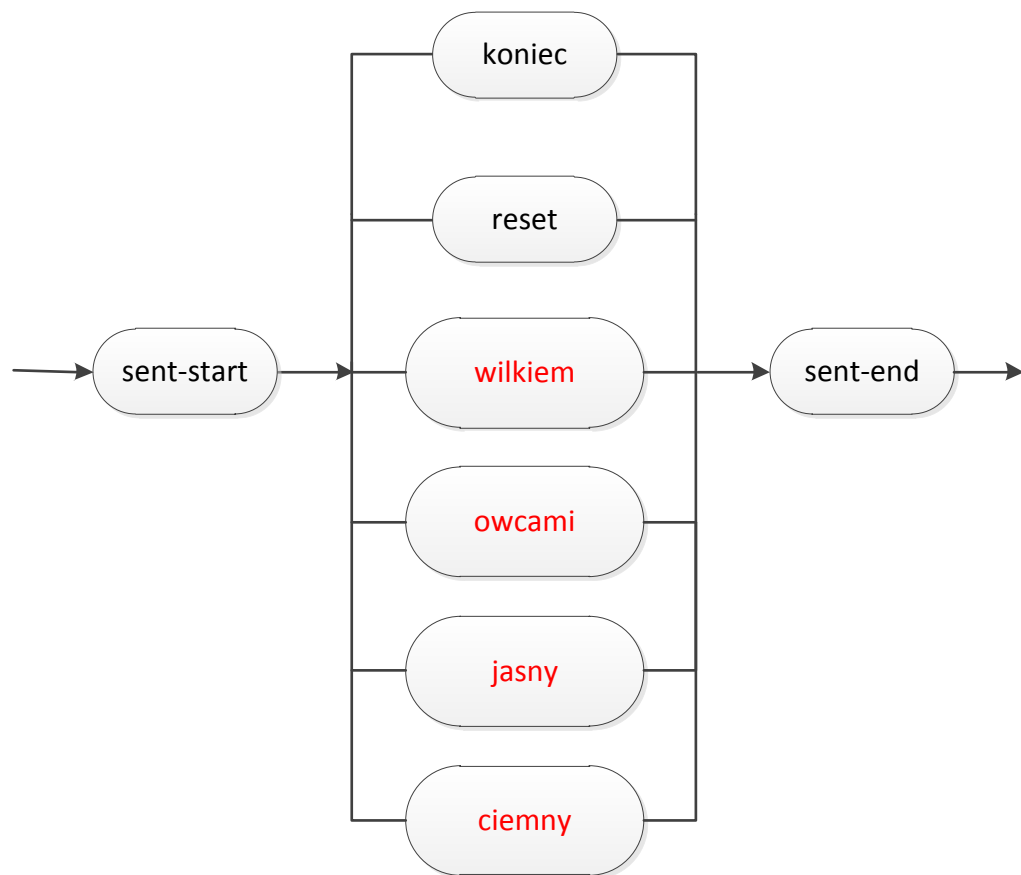 koniec
reset
sent-start
wilkiem
sent-end
owcami
jasny
ciemny